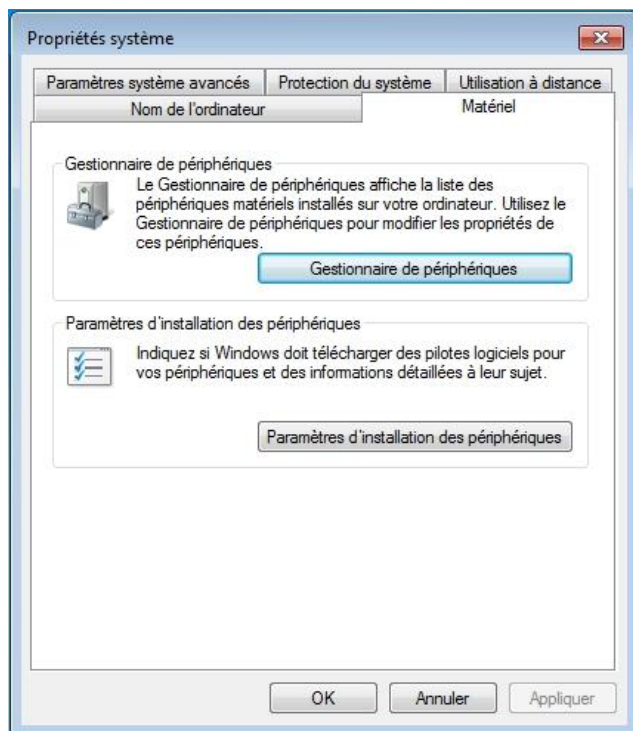 Propriétés système
Paramètres système avancés
Protection du système
Utilisation à distance
Nom de l'ordinateur
Matériel
Gestionnaire de périphériques
Le Gestionnaire de périphériques affiche la liste des
périphériques matériels installés sur votre ordinateur. Utilisez le
Gestionnaire de périphériques pour modifier les propriétés de
ces périphériques.
Gestionnaire de périphériques
Paramètres d'installation des périphériques
Indiquez si Windows doit télécharger des pilotes logiciels pour
vos périphériques et des informations détaillées à leur sujet.
Paramètres d'installation des périphériques
OK
Annuler
Appliquer